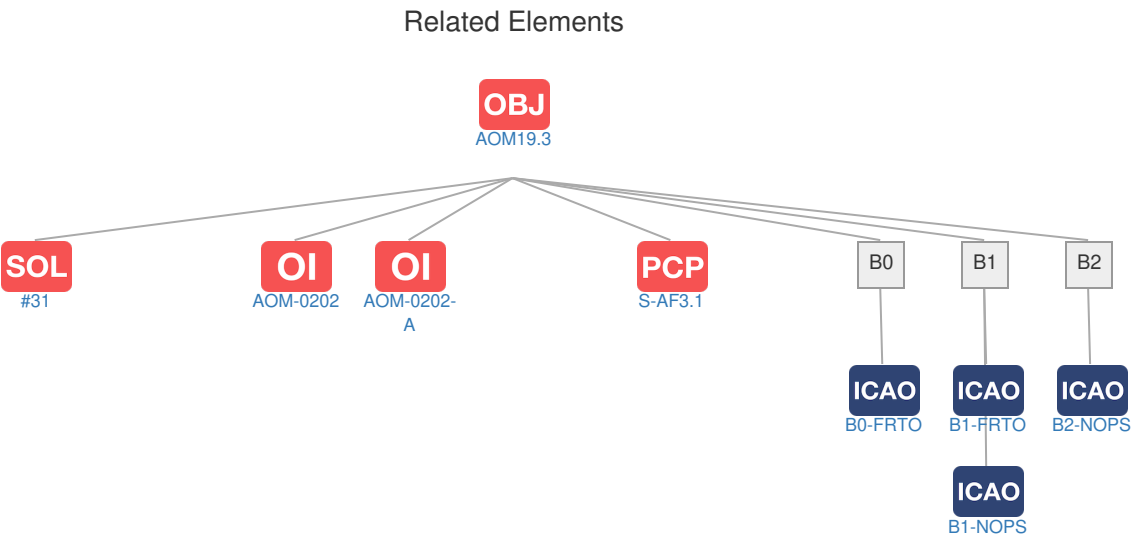 Related Elements
OBJ
AOM19.3
SOL
#31
OI
AOM-0202
OI
AOM-0202-
A
PCP
S-AF3.1
B0
B1
B2
ICAO
B0-FRTO
ICAO
B1-FRTO
ICAO
B2-NOPS
ICAO
B1-NOPS